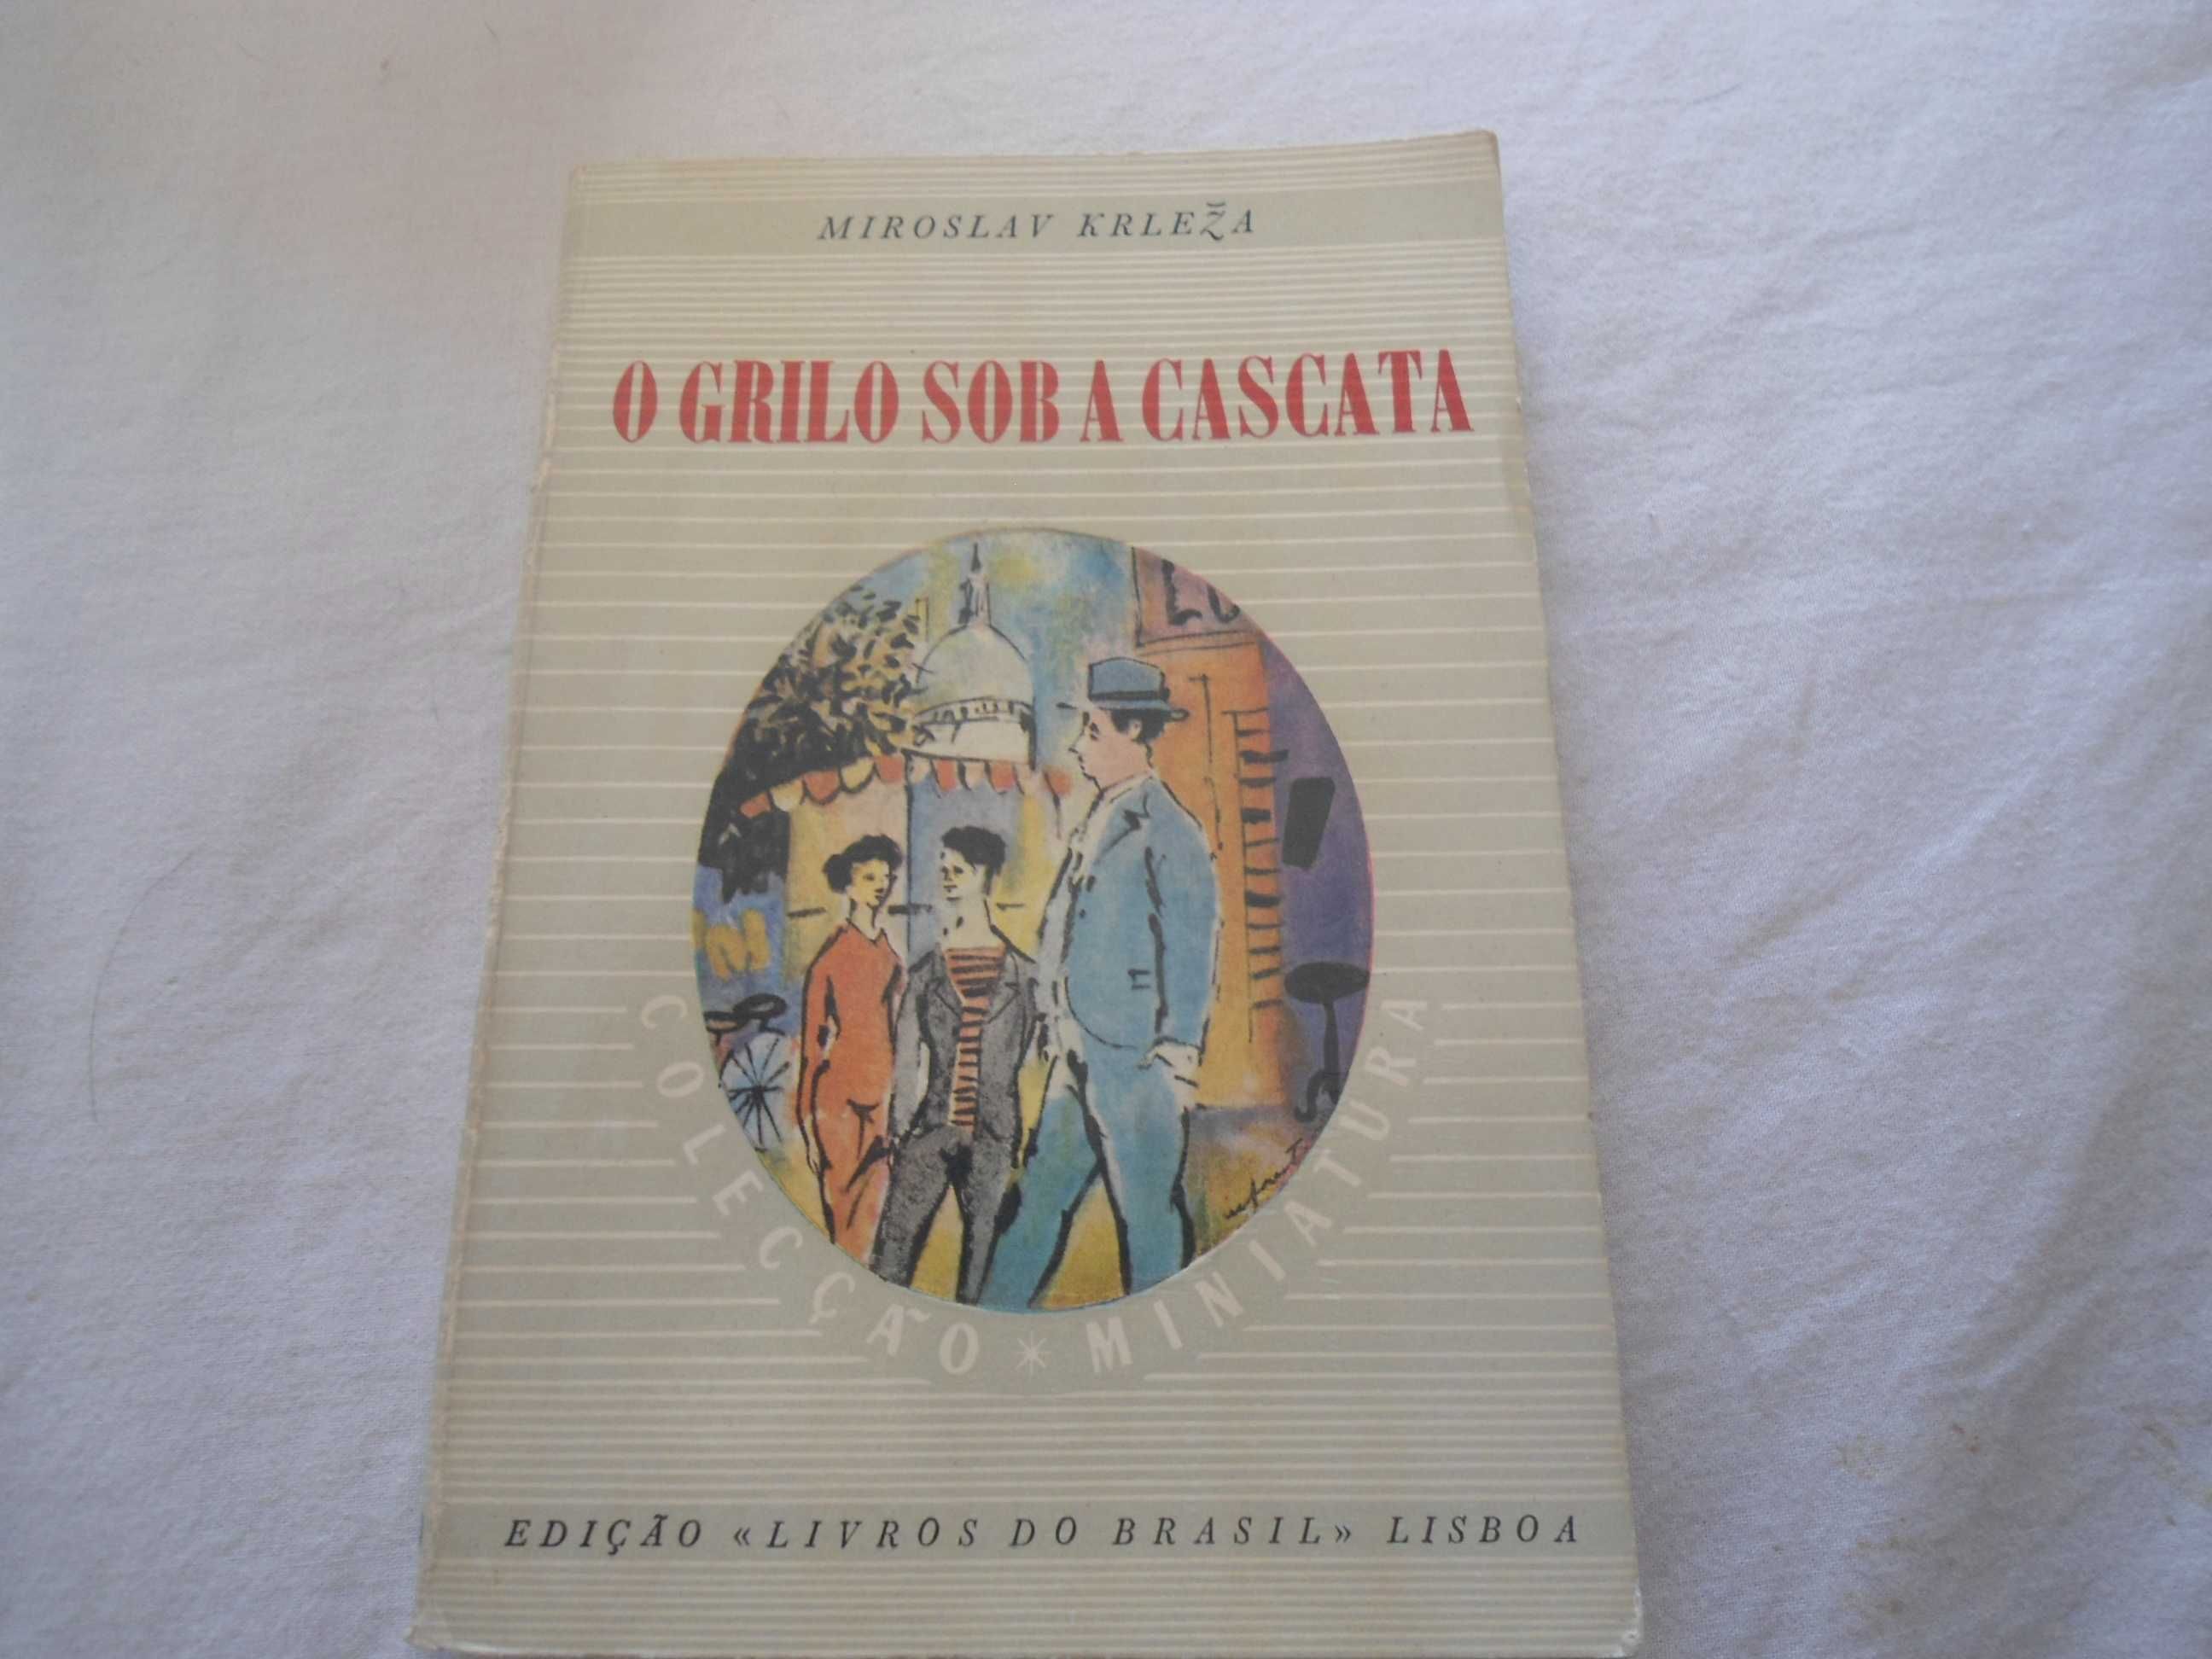 MIROSLAV KRLEŽA
O GRILO SOB A CASCATA
COLECÇÃO * MINIATURA
EDIÇÃO «LIVROS DO BRASIL» LISBOA